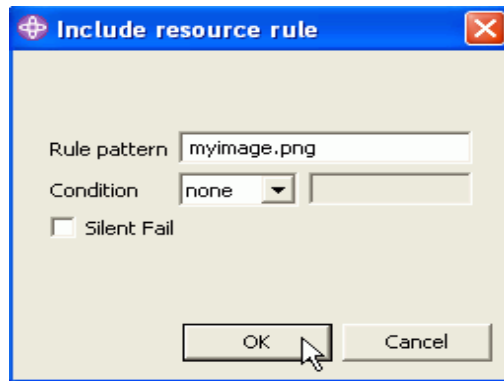 Include resource rule
Rule pattern myimage.png
Condition none
Silent Fail
OK Cancel